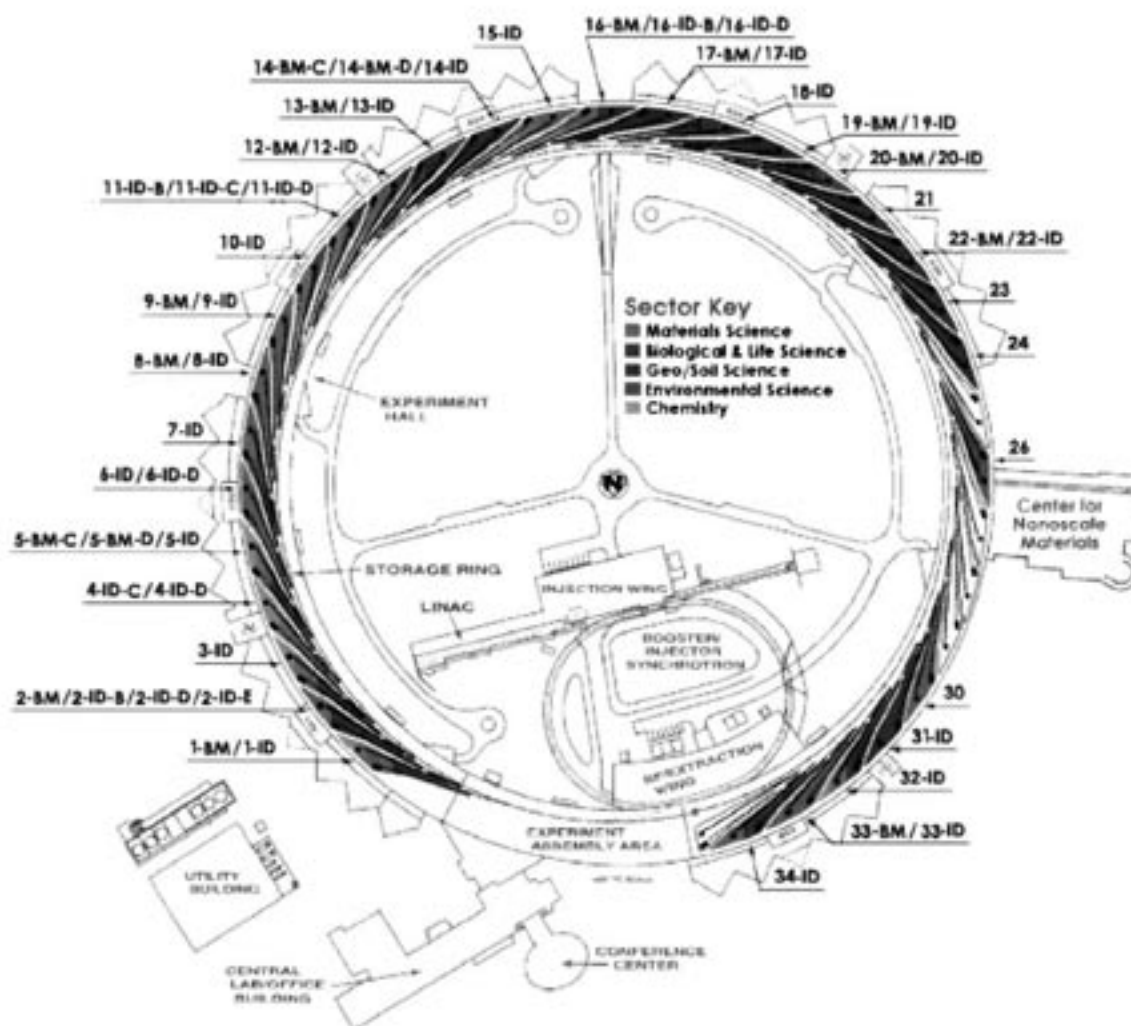 16-BM/16-ID-B/16-ID-D
15-ID
17-BM/17-ID
14-BM-C/14-BM-D/14-ID
18-ID
13-BM/13-ID
19-BM/19-ID
12-BM/12-ID
20-BM/20-ID
11-ID-B/11-ID-C/11-ID-D
21
10-ID
22-BM/22-ID
9-BM/9-ID
23
Sector Key
Materials Science
Biological & Life Science
Geo/Soil Science
Environmental Science
Chemistry
8-BM/8-ID
24
EXPERIMENT
HALL
7-ID
26
6-ID/6-ID-D
Center for
Nanoscale
Materials
5-BM-C/5-BM-D/5-ID
STORAGE RING
INJECTION WING
4-ID-C/4-ID-D
LINAC
BOOSTER/
INJECTOR
SYNCHROTRON
3-ID
2-BM/2-ID-B/2-ID-D/2-ID-E
30
1-BM/1-ID
31-ID
WING
32-ID
EXPERIMENT
ASSEMBLY AREA
33-BM/33-ID
34-ID
UTILITY
BUILDING
CONFERENCE
CENTER
CENTRAL
LAB/OFFICE
BUILDING